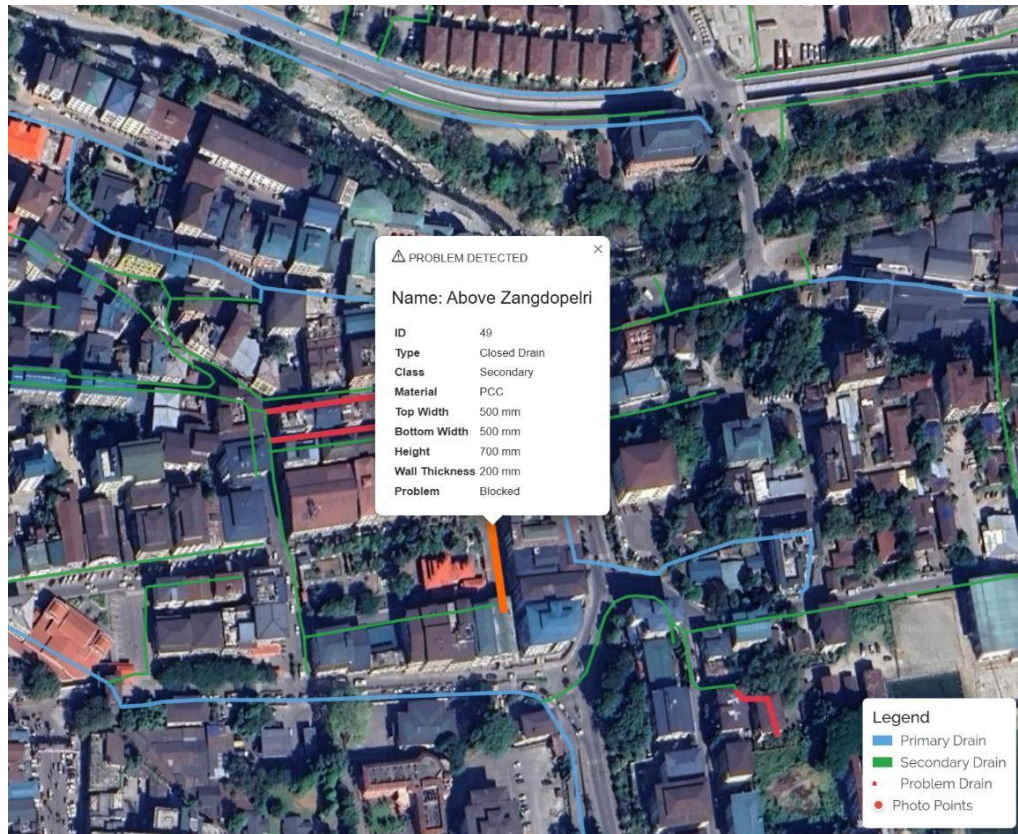 ⚠ PROBLEM DETECTED ×
Name: Above Zangdopelri
ID 49
Type Closed Drain
Class Secondary
Material PCC
Top Width 500 mm
Bottom Width 500 mm
Height 700 mm
Wall Thickness 200 mm
Problem Blocked
Legend
Primary Drain
Secondary Drain
Problem Drain
Photo Points